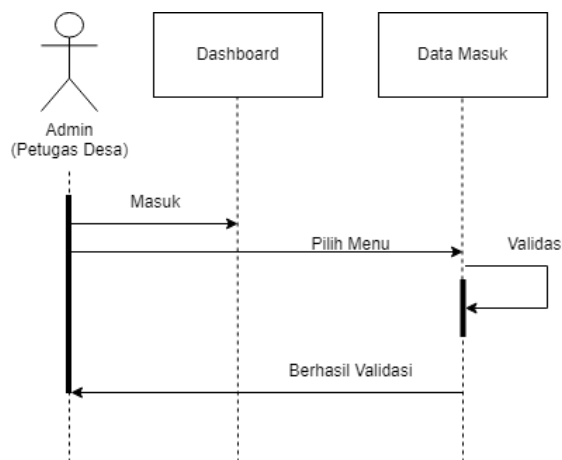 Dashboard
Data Masuk
Admin
(Petugas Desa)
Masuk
Pilih Menu
Validas
Berhasil Validasi